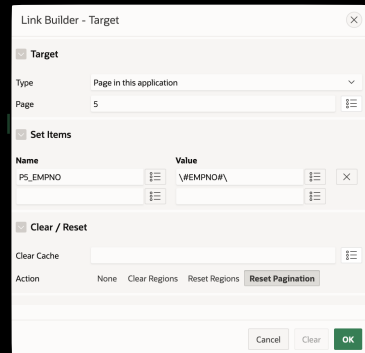 Link Builder - Target
Target
Type Page in this application
Page 5
Set Items
Name Value
P5_EMPNO \#EMPNO#\
Clear / Reset
Clear Cache
Action None Clear Regions Reset Regions Reset Pagination
Cancel Clear OK